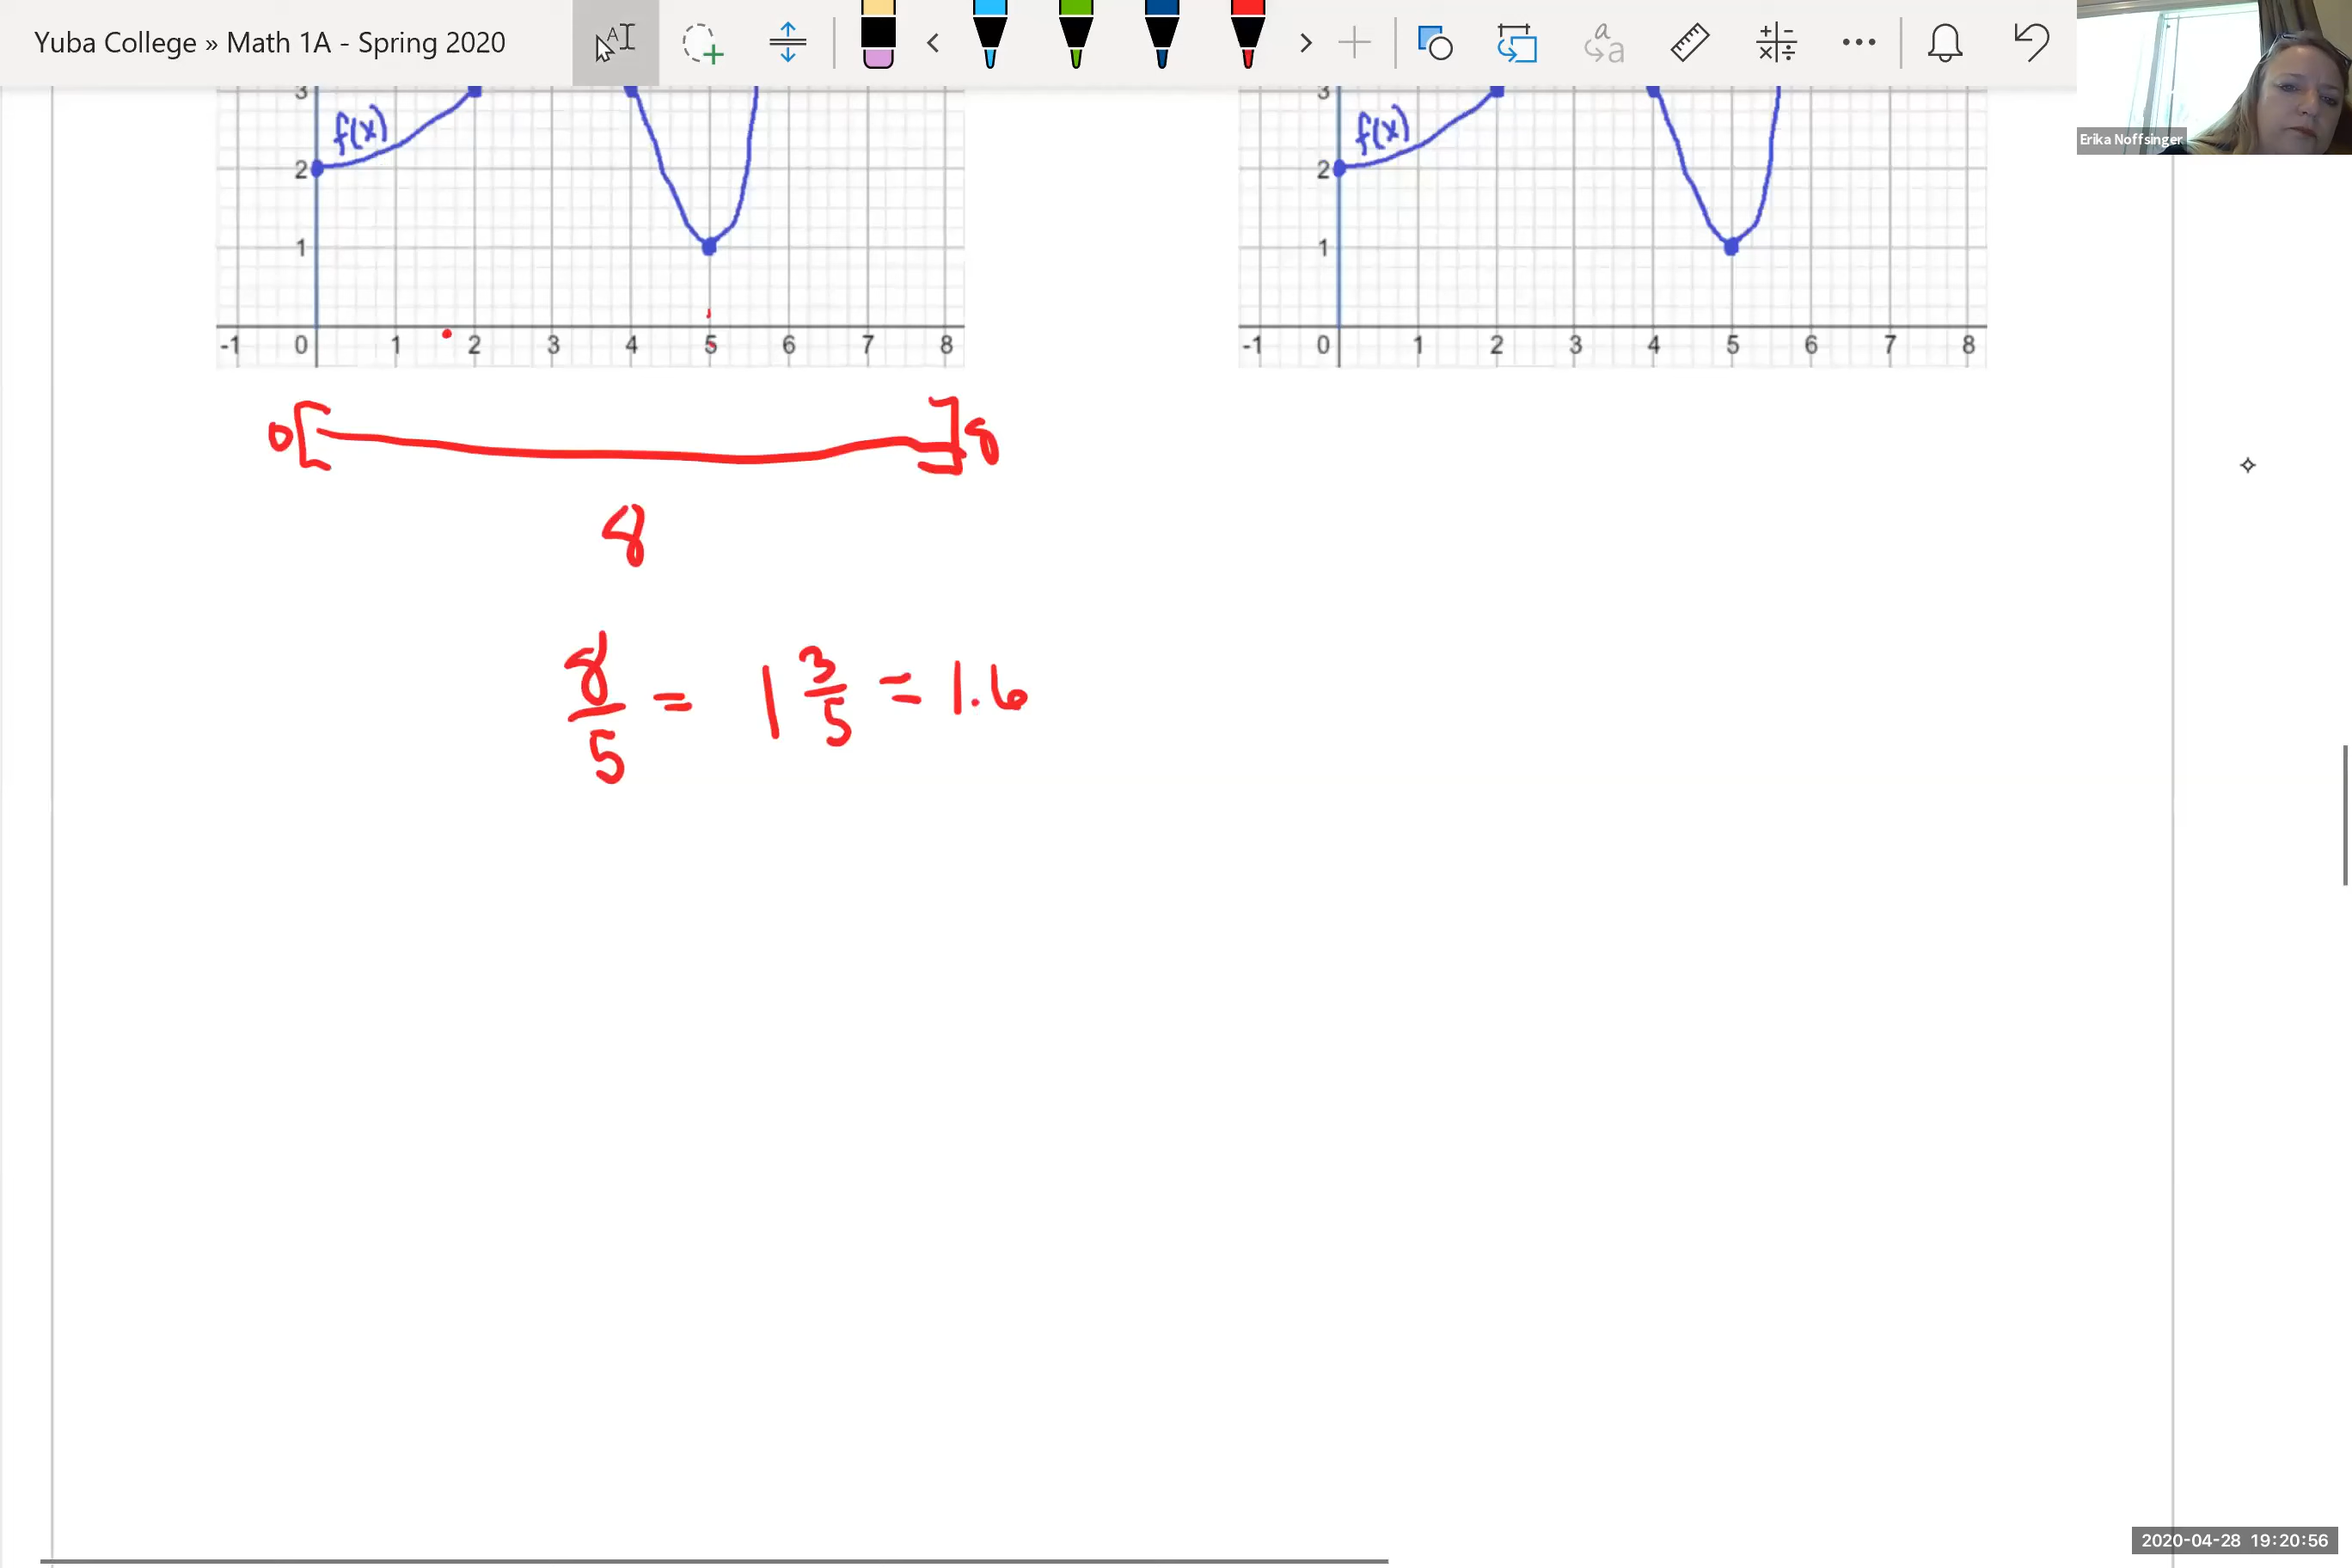 Yuba College » Math 1A - Spring 2020
Erika Noffsinger
3
f(x)
2
1
-1 0 1 2 3 4 5 6 7 8
3
f(x)
2
1
-1 0 1 2 3 4 5 6 7 8
0[ ]8
8
8/5 = 1 3/5 = 1.6
2020-04-28 19:20:56